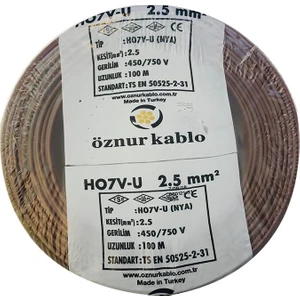 HO7V-U 2.5 mm²
TİP :HO7V-U (NYA)
KESİT(mm²) :2.5
GERİLİM :450/750 V
UZUNLUK :100 M
STANDART:TS EN 50525-2-31
www.oznurkablo.com.tr
Made in Turkey
öznur kablo
HO7V-U 2.5 mm²
TSE
TİP :HO7V-U (NYA)
KESİT(mm²) :2.5
GERİLİM :450/750 V
UZUNLUK :100 M
STANDART:TS EN 50525-2-31
www.oznurkablo.com.tr
Made in Turkey